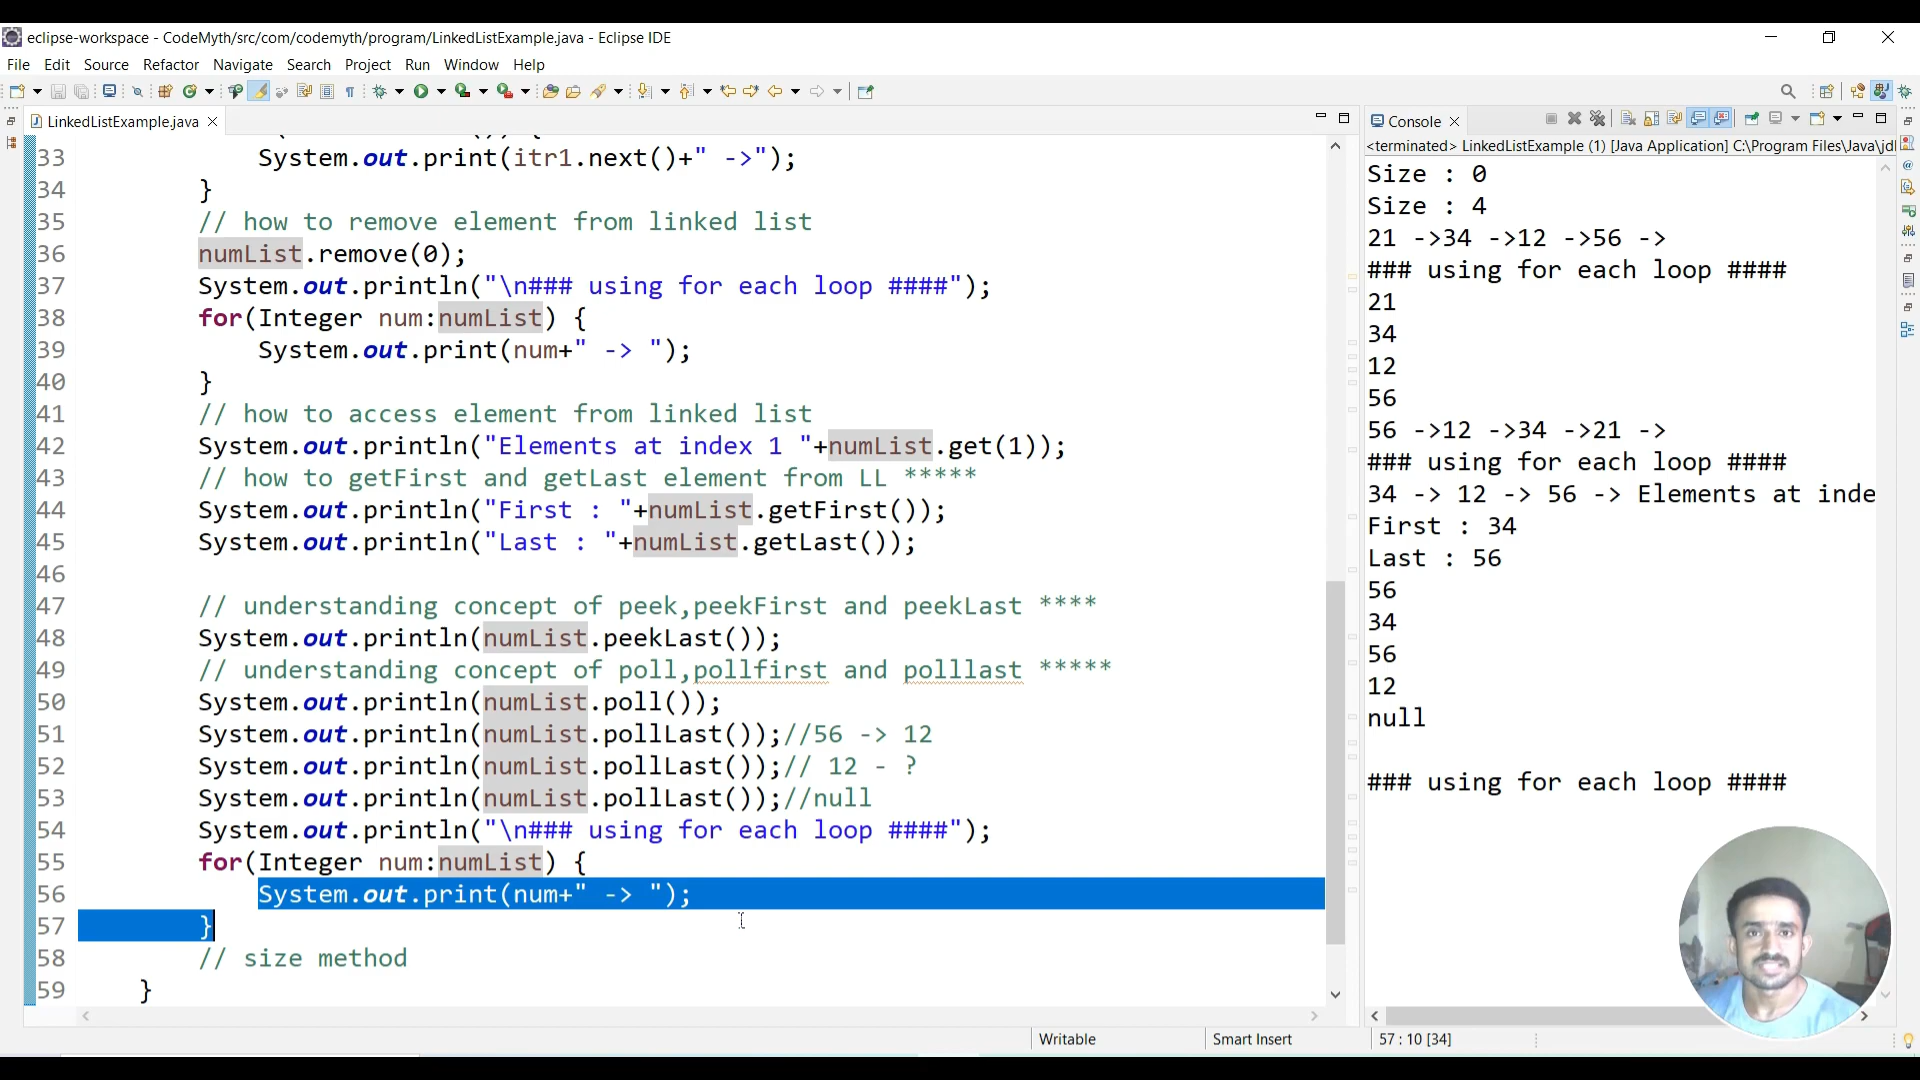 eclipse-workspace - CodeMyth/src/com/codemyth/program/LinkedListExample.java - Eclipse IDE
File Edit Source Refactor Navigate Search Project Run Window Help
LinkedListExample.java
33 System.out.print(itr1.next()+" ->");
34 }
35 // how to remove element from linked list
36 numList.remove(0);
37 System.out.println("\n### using for each loop ####");
38 for(Integer num:numList) {
39 System.out.print(num+" -> ");
40 }
41 // how to access element from linked list
42 System.out.println("Elements at index 1 "+numList.get(1));
43 // how to getFirst and getLast element from LL *****
44 System.out.println("First : "+numList.getFirst());
45 System.out.println("Last : "+numList.getLast());
46
47 // understanding concept of peek,peekFirst and peekLast ****
48 System.out.println(numList.peekLast());
49 // understanding concept of poll,pollfirst and polllast *****
50 System.out.println(numList.poll());
51 System.out.println(numList.pollLast());//56 -> 12
52 System.out.println(numList.pollLast());// 12 - ?
53 System.out.println(numList.pollLast());//null
54 System.out.println("\n### using for each loop ####");
55 for(Integer num:numList) {
56 System.out.print(num+" -> ");
57 }
58 // size method
59 }
Console
<terminated> LinkedListExample (1) [Java Application] C:\Program Files\Java\jd
Size : 0
Size : 4
21 ->34 ->12 ->56 ->
### using for each loop ####
21
34
12
56
56 ->12 ->34 ->21 ->
### using for each loop ####
34 -> 12 -> 56 -> Elements at inde
First : 34
Last : 56
56
34
56
12
null
### using for each loop ####
Writable Smart Insert 57 : 10 [34]